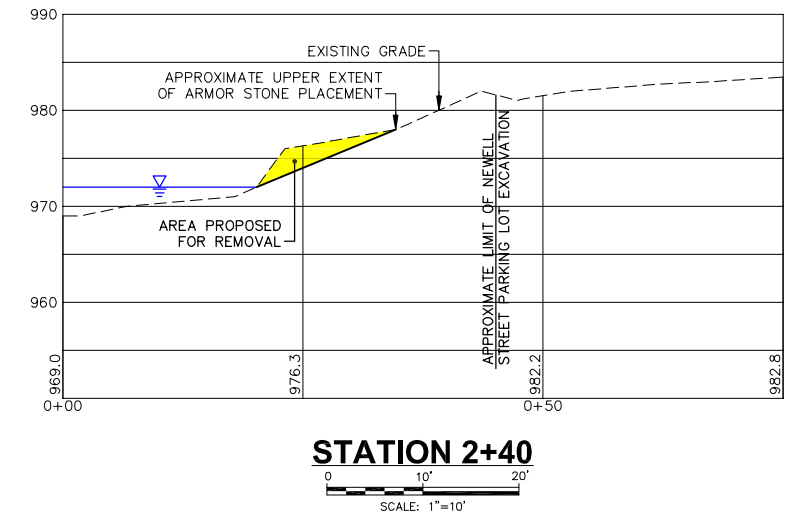 990
980
970
960
EXISTING GRADE
APPROXIMATE UPPER EXTENT
OF ARMOR STONE PLACEMENT
AREA PROPOSED
FOR REMOVAL
APPROXIMATE LIMIT OF NEWELL
STREET PARKING LOT EXCAVATION
969.0
976.3
982.2
982.8
0+00
0+50
STATION 2+40
0
10'
20'
SCALE: 1"=10'